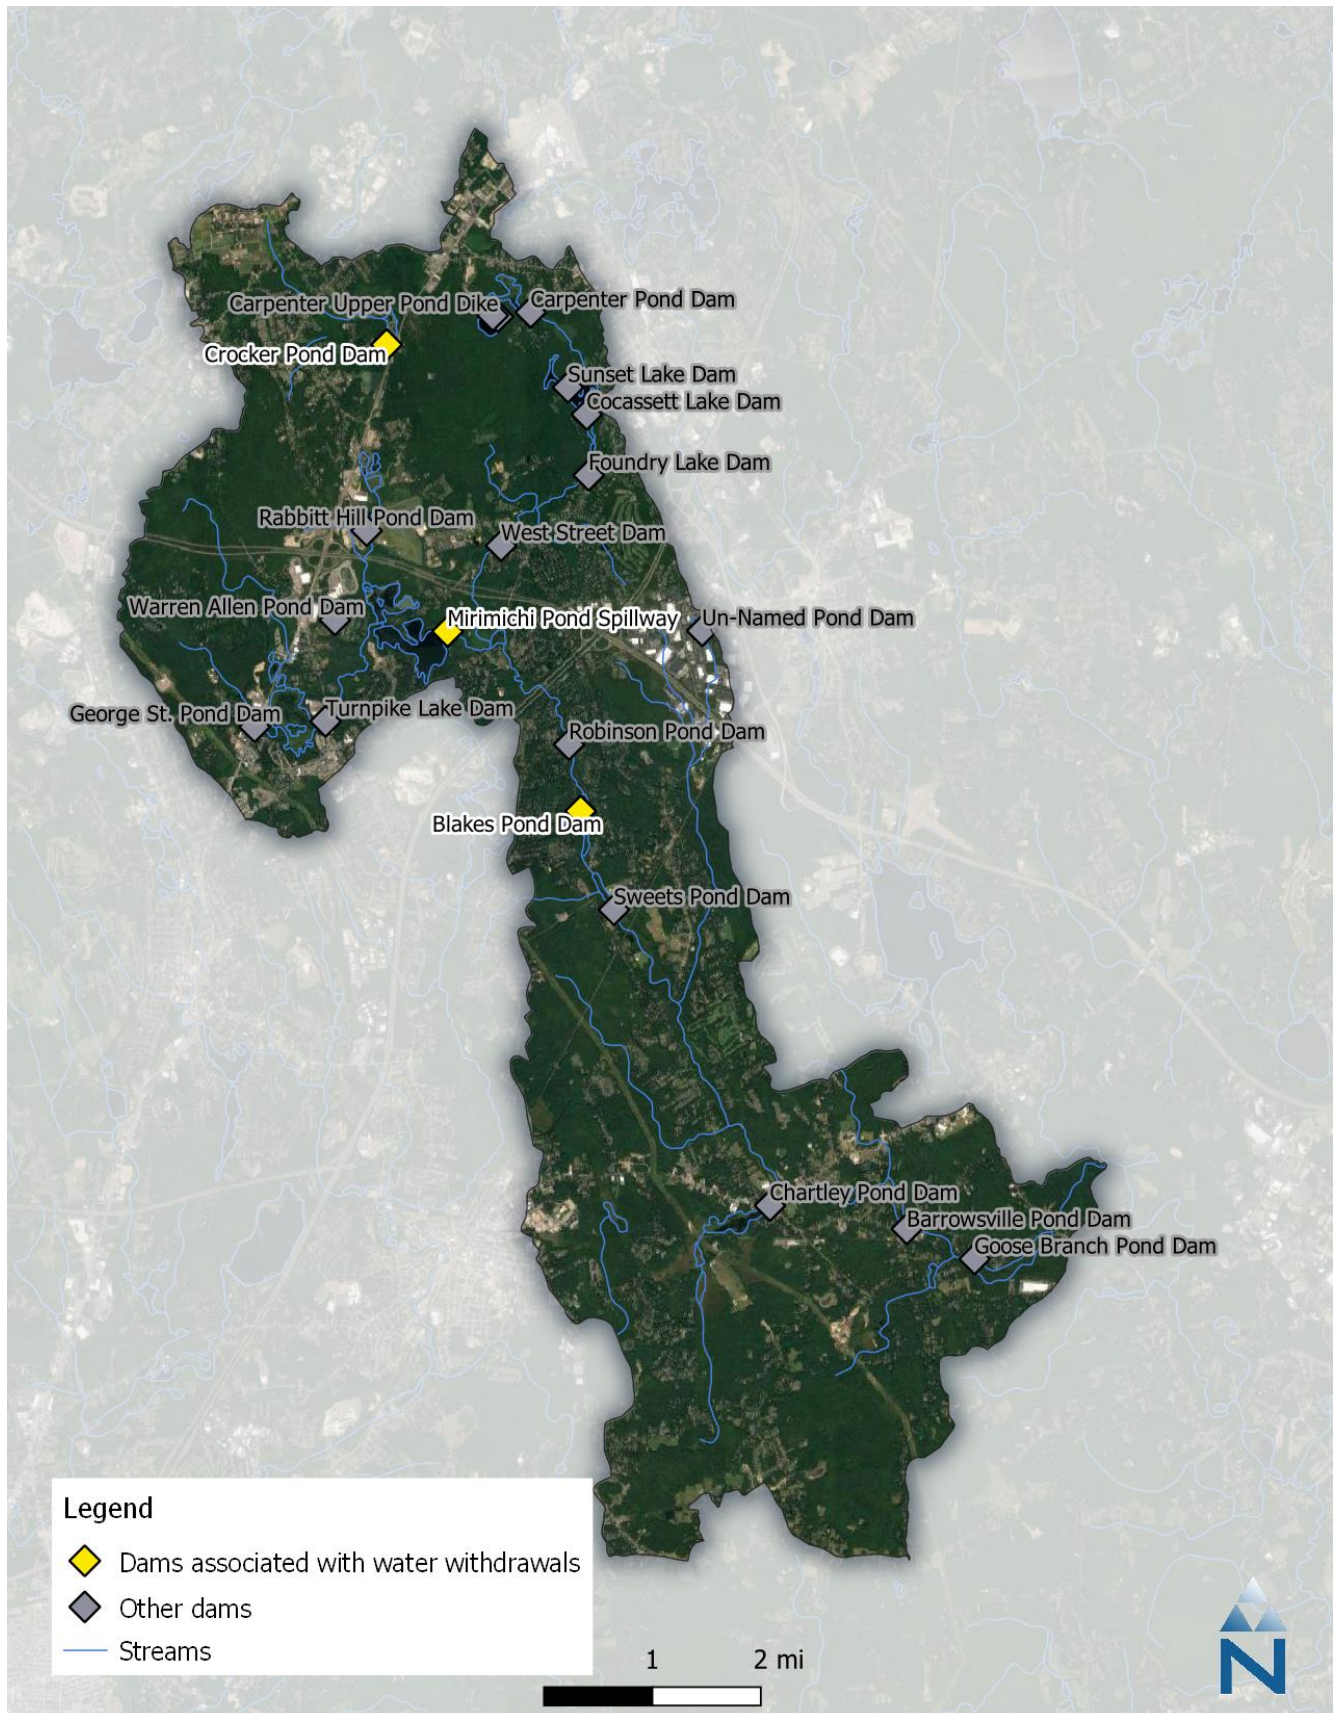 Carpenter Upper Pond Dike
Carpenter Pond Dam
Crocker Pond Dam
Sunset Lake Dam
Cocassett Lake Dam
Foundry Lake Dam
Rabbitt Hill Pond Dam
West Street Dam
Warren Allen Pond Dam
Mirimichi Pond Spillway
Un-Named Pond Dam
George St. Pond Dam
Turnpike Lake Dam
Robinson Pond Dam
Blakes Pond Dam
Sweets Pond Dam
Chartley Pond Dam
Barrowsville Pond Dam
Goose Branch Pond Dam
Legend
Dams associated with water withdrawals
Other dams
Streams
1 2 mi
N